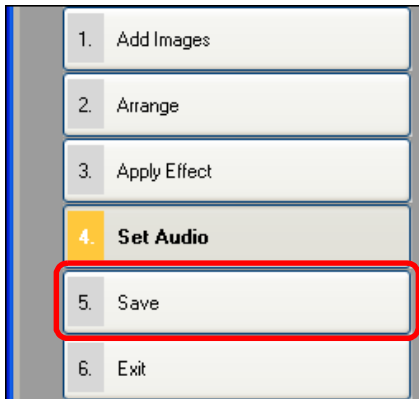 1. Add Images
2. Arrange
3. Apply Effect
4. Set Audio
5. Save
6. Exit